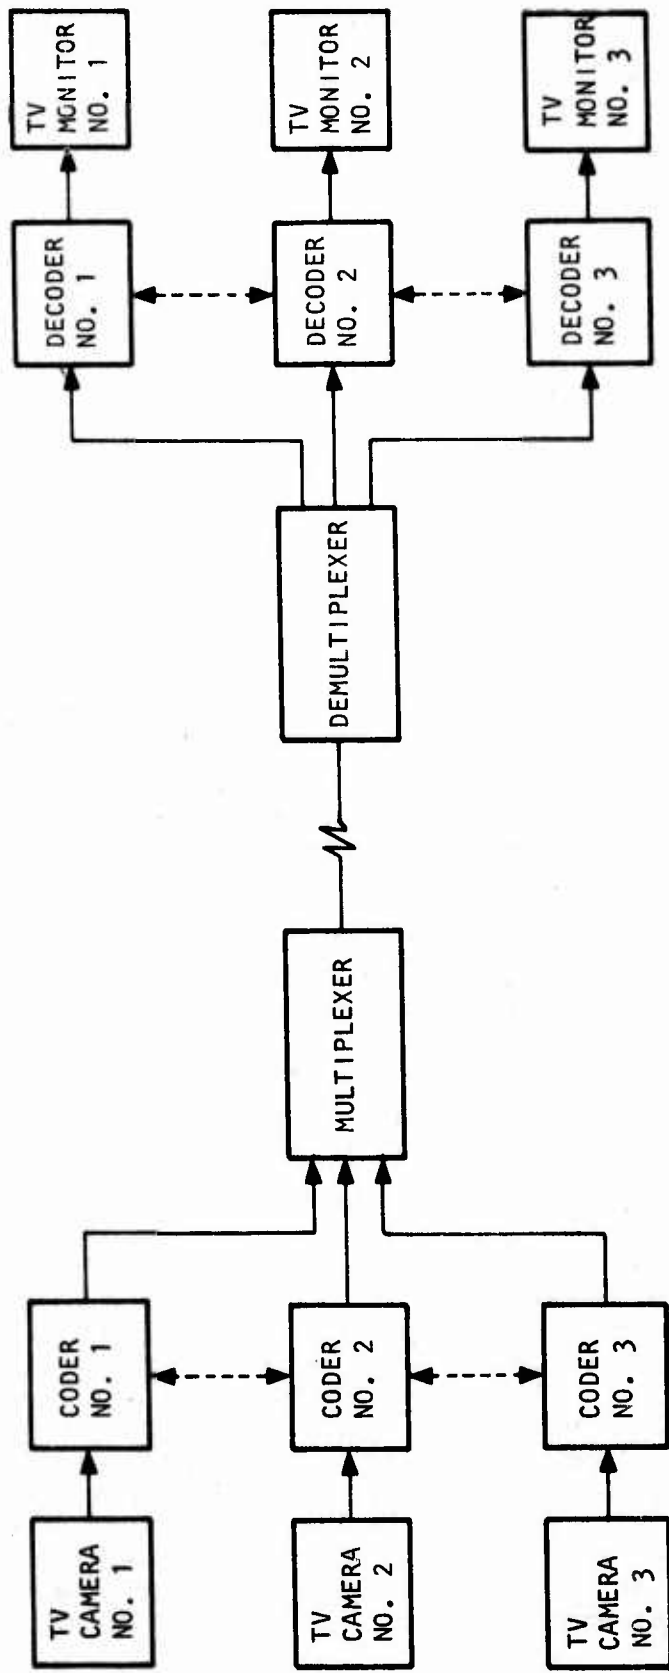 TV
CAMERA
NO. 1
CODER
NO. 1
TV
CAMERA
NO. 2
CODER
NO. 2
TV
CAMERA
NO. 3
CODER
NO. 3
MULTIPLEXER
DEMULTIPLEXER
DECODER
NO. 1
TV
MONITOR
NO. 1
DECODER
NO. 2
TV
MONITOR
NO. 2
DECODER
NO. 3
TV
MONITOR
NO. 3